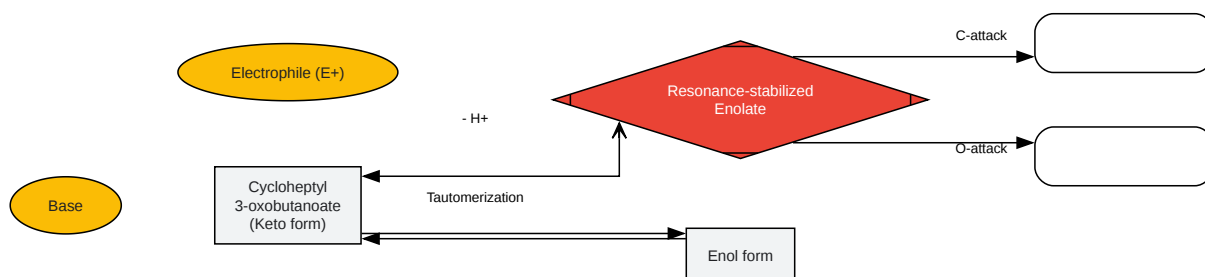 C-attack
Electrophile (E+)
Resonance-stabilized
Enolate
- H+
O-attack
Cycloheptyl
3-oxobutanoate
(Keto form)
Base
Tautomerization
Enol form